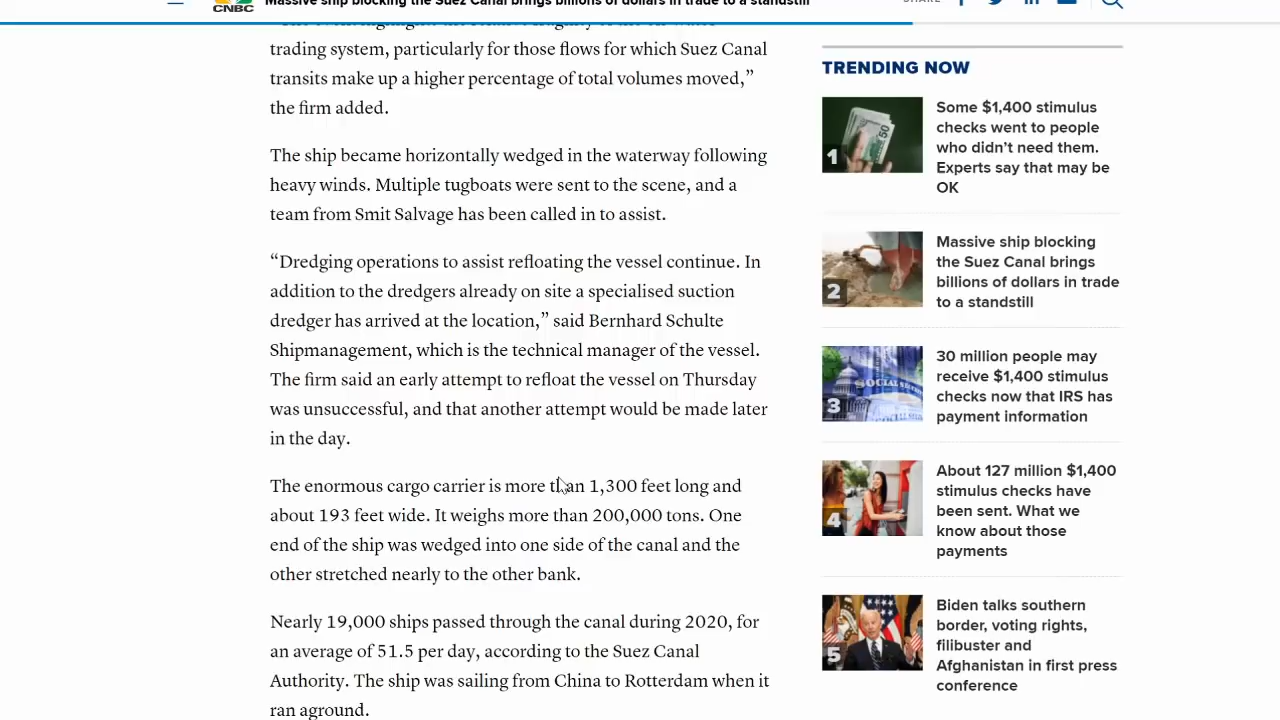 CNBC
Massive ship blocking the Suez Canal brings billions of dollars in trade to a standstill
SHARE
trading system, particularly for those flows for which Suez Canal
transits make up a higher percentage of total volumes moved,”
the firm added.
The ship became horizontally wedged in the waterway following
heavy winds. Multiple tugboats were sent to the scene, and a
team from Smit Salvage has been called in to assist.
“Dredging operations to assist refloating the vessel continue. In
addition to the dredgers already on site a specialised suction
dredger has arrived at the location,” said Bernhard Schulte
Shipmanagement, which is the technical manager of the vessel.
The firm said an early attempt to refloat the vessel on Thursday
was unsuccessful, and that another attempt would be made later
in the day.
The enormous cargo carrier is more than 1,300 feet long and
about 193 feet wide. It weighs more than 200,000 tons. One
end of the ship was wedged into one side of the canal and the
other stretched nearly to the other bank.
Nearly 19,000 ships passed through the canal during 2020, for
an average of 51.5 per day, according to the Suez Canal
Authority. The ship was sailing from China to Rotterdam when it
ran aground.
TRENDING NOW
1
Some $1,400 stimulus
checks went to people
who didn’t need them.
Experts say that may be
OK
2
Massive ship blocking
the Suez Canal brings
billions of dollars in trade
to a standstill
SOCIAL
3
30 million people may
receive $1,400 stimulus
checks now that IRS has
payment information
4
About 127 million $1,400
stimulus checks have
been sent. What we
know about those
payments
5
Biden talks southern
border, voting rights,
filibuster and
Afghanistan in first press
conference